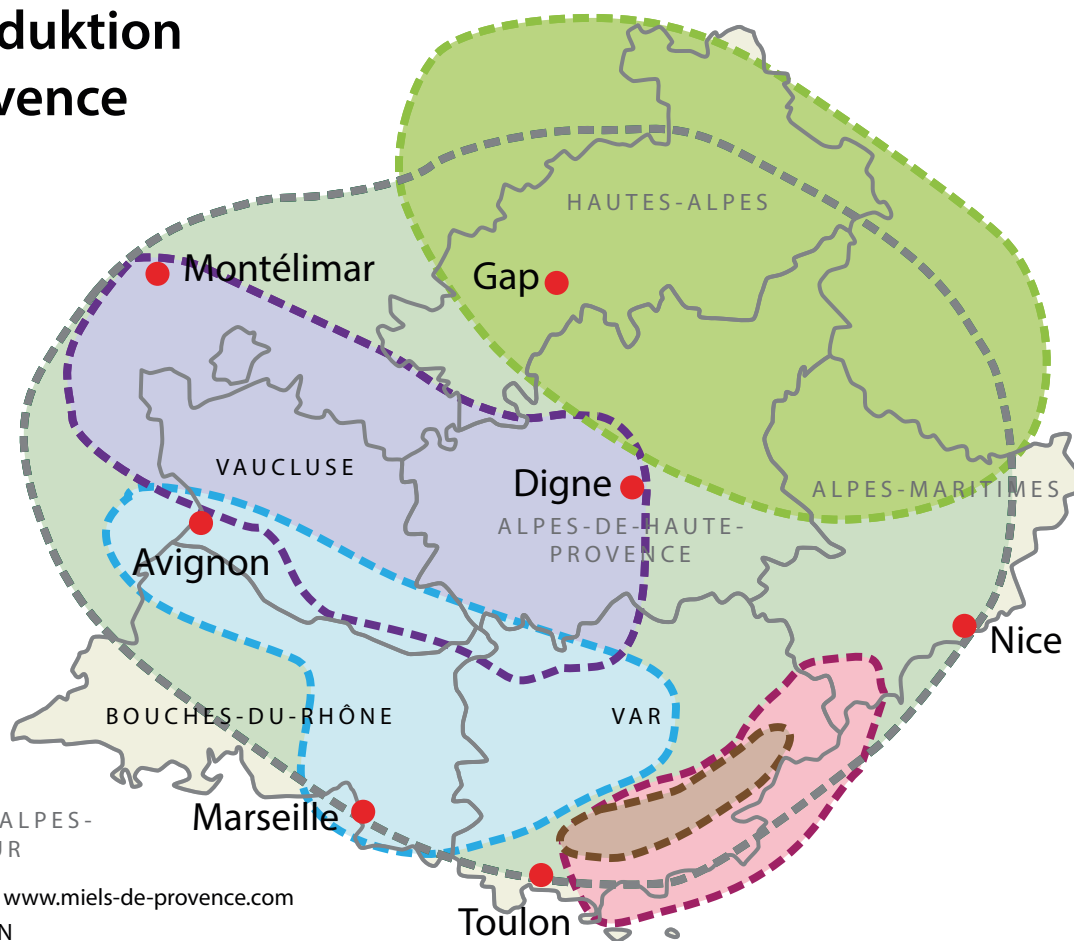 duktion
vence
HAUTES-ALPES
Montélimar
Gap
VAUCLUSE
Digne
ALPES-MARITIMES
ALPES-DE-HAUTE-
PROVENCE
Avignon
Nice
BOUCHES-DU-RHÔNE
VAR
Marseille
ALPES-
UR
www.miels-de-provence.com
N
Toulon